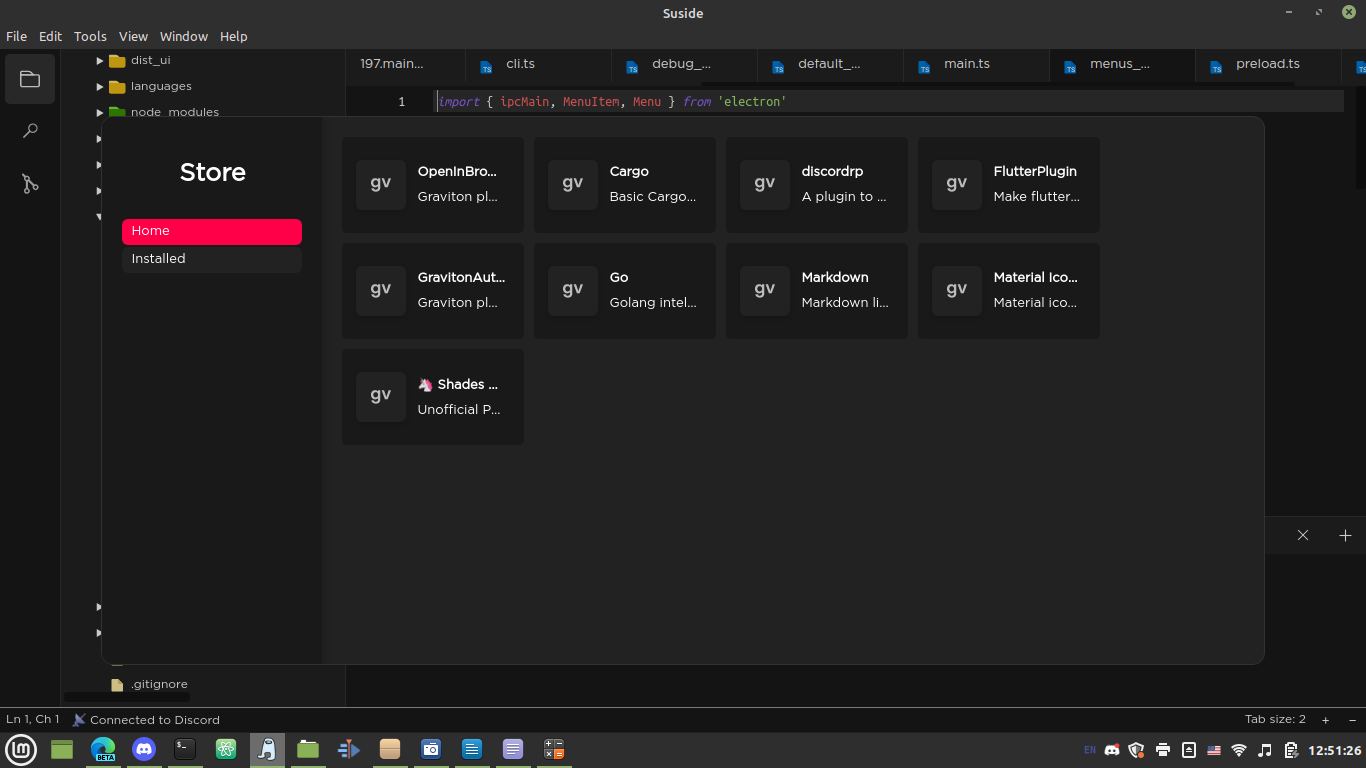 Suside
File Edit Tools View Window Help
dist_ui
languages
node_modules
197.main...
cli.ts
debug_...
default_...
main.ts
menus_...
preload.ts
1 import { ipcMain, MenuItem, Menu } from 'electron'
Store
Home
Installed
gv
OpenInBro...
Graviton pl...
gv
Cargo
Basic Cargo...
gv
discordrp
A plugin to ...
gv
FlutterPlugin
Make flutter...
gv
GravitonAut...
Graviton pl...
gv
Go
Golang intel...
gv
Markdown
Markdown li...
gv
Material Ico...
Material ico...
gv
🦄 Shades ...
Unofficial P...
.gitignore
Ln 1, Ch 1
📡 Connected to Discord
Tab size: 2 + −
BETA
EN
12:51:26